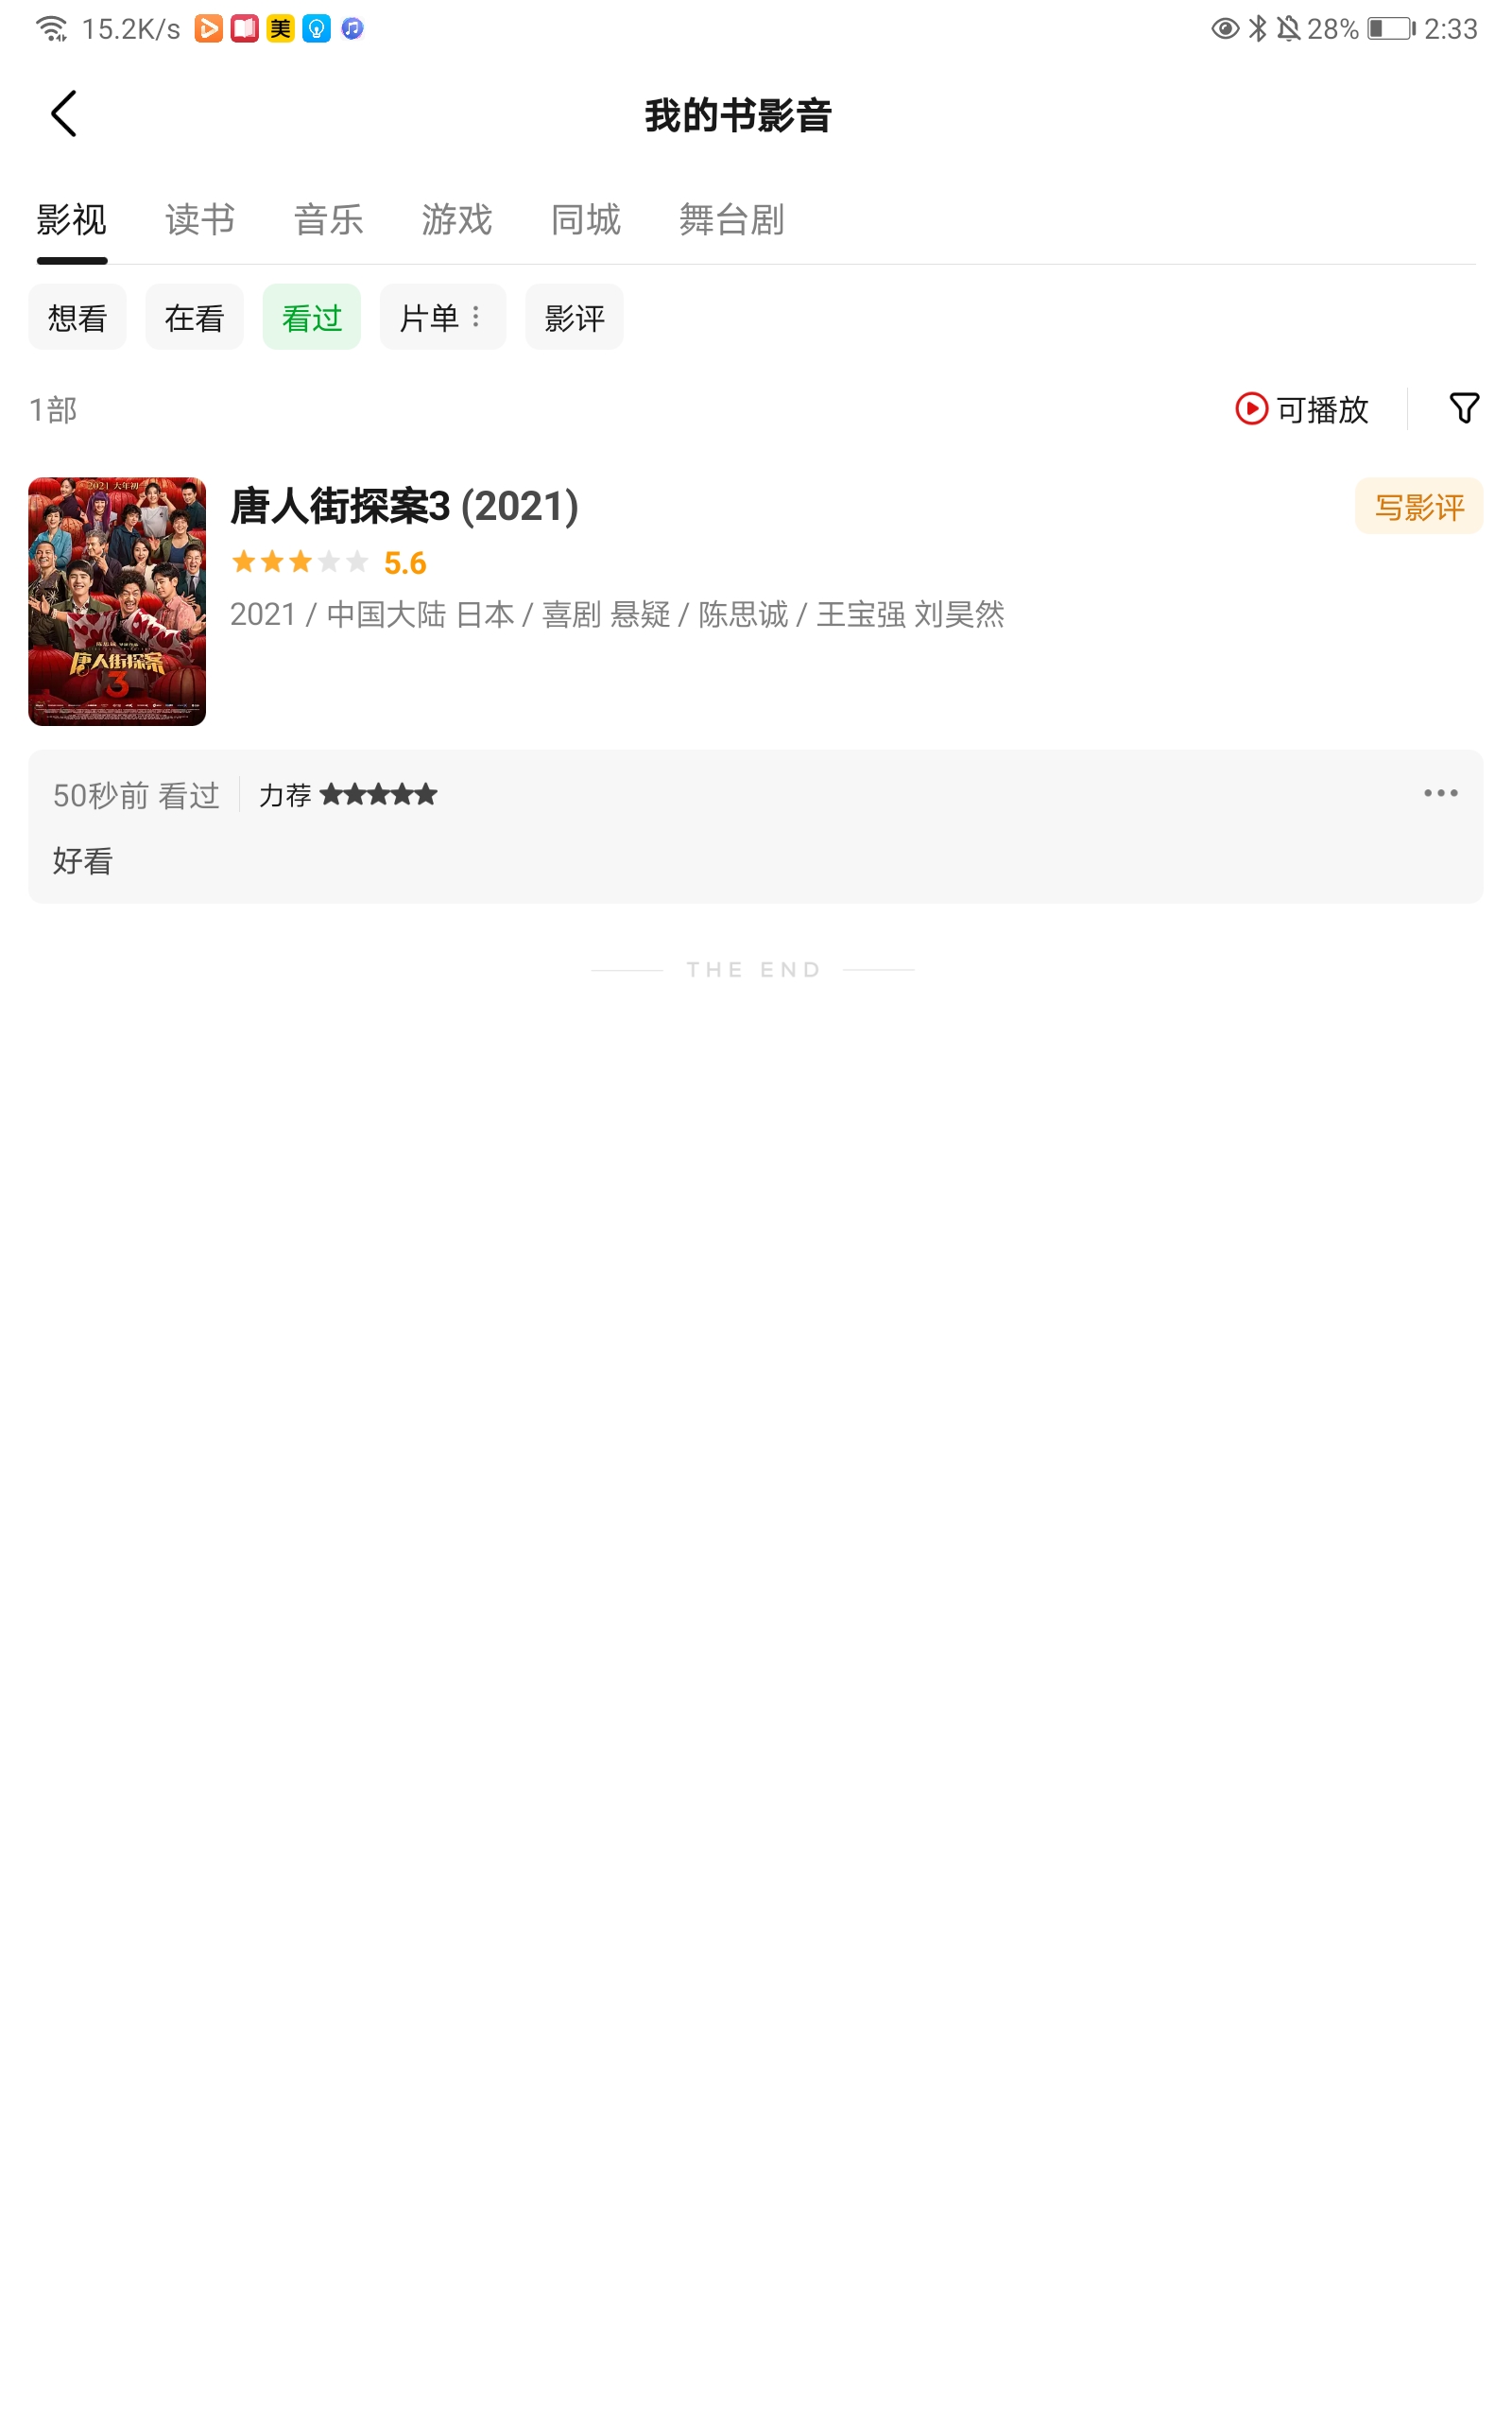 15.2K/s 美 28% 2:33
我的书影音
影视 读书 音乐 游戏 同城 舞台剧
想看 在看 看过 片单 影评
1部 可播放
2021 大年初一
唐人街探案
3
唐人街探案3 (2021) 写影评
5.6
2021 / 中国大陆 日本 / 喜剧 悬疑 / 陈思诚 / 王宝强 刘昊然
50秒前 看过 力荐
好看
THE END